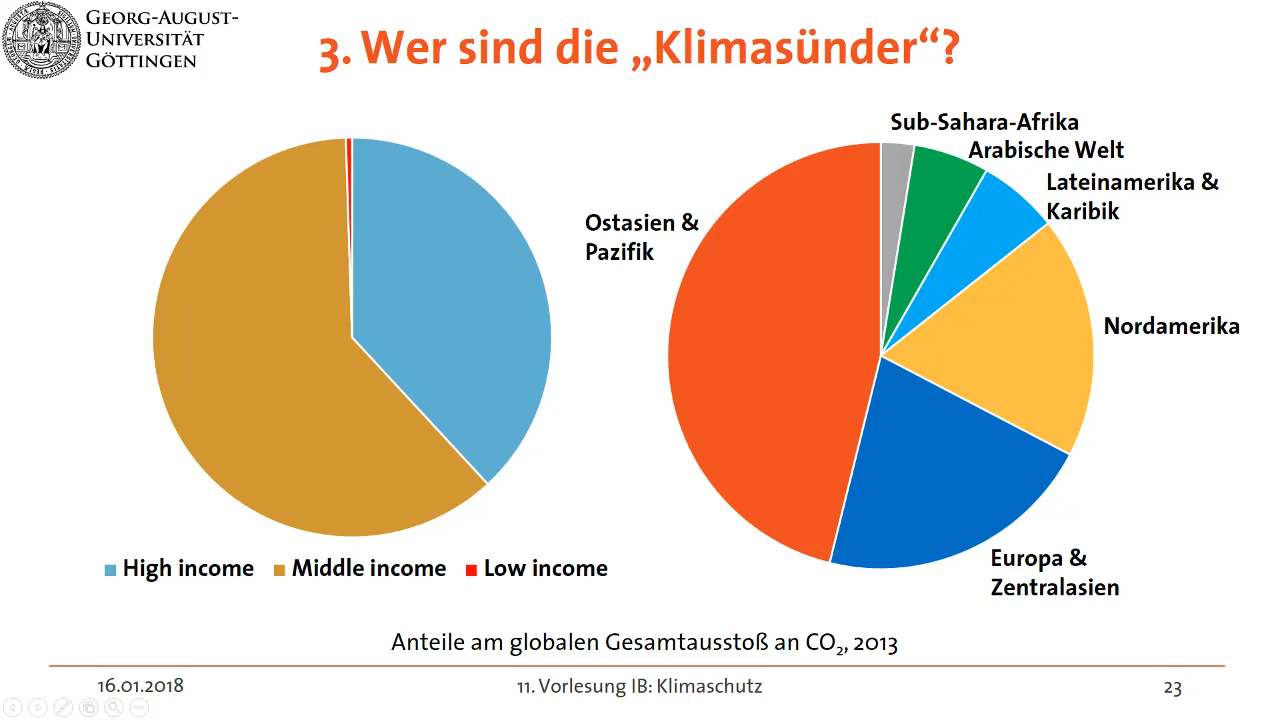 Georg-August-
Universität
Göttingen
3. Wer sind die „Klimasünder“?
Sub-Sahara-Afrika
Arabische Welt
Lateinamerika &
Karibik
Ostasien &
Pazifik
Nordamerika
Europa &
Zentralasien
High income Middle income Low income
Anteile am globalen Gesamtausstoß an CO₂, 2013
16.01.2018 11. Vorlesung IB: Klimaschutz 23